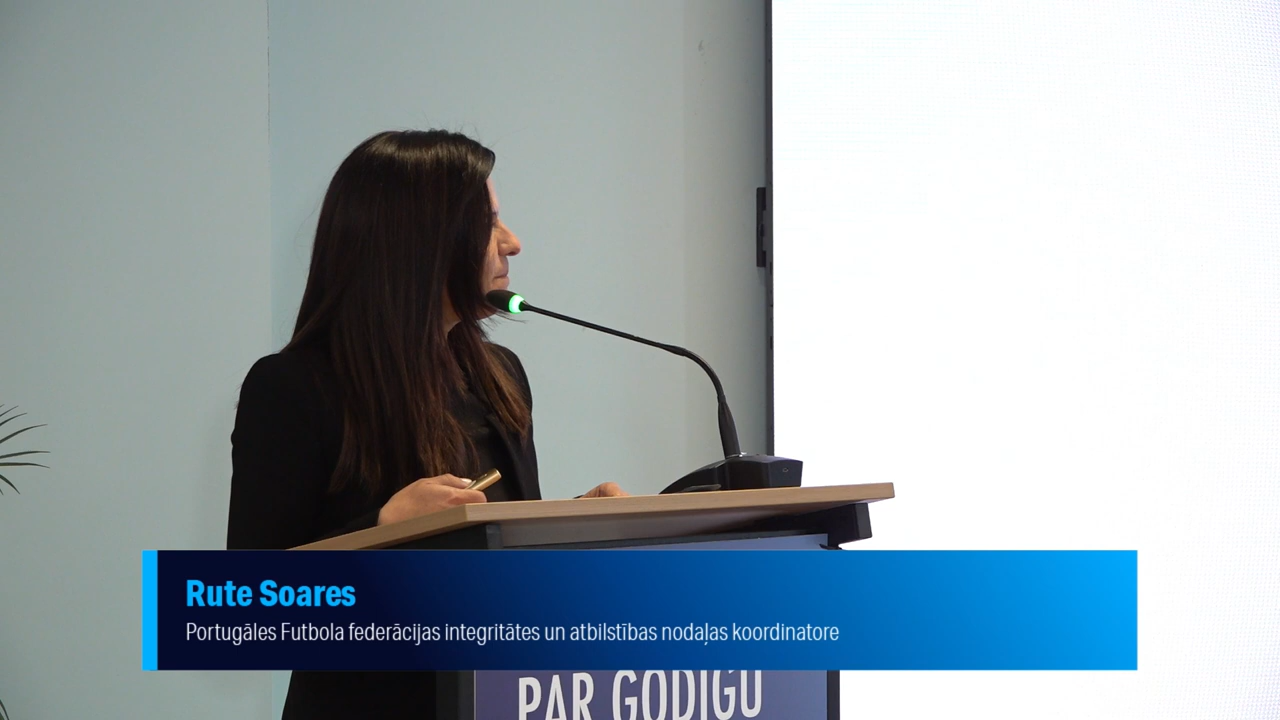 Rute Soares
Portugāles Futbola federācijas integritātes un atbilstības nodaļas koordinatore
PAR GODĪGU